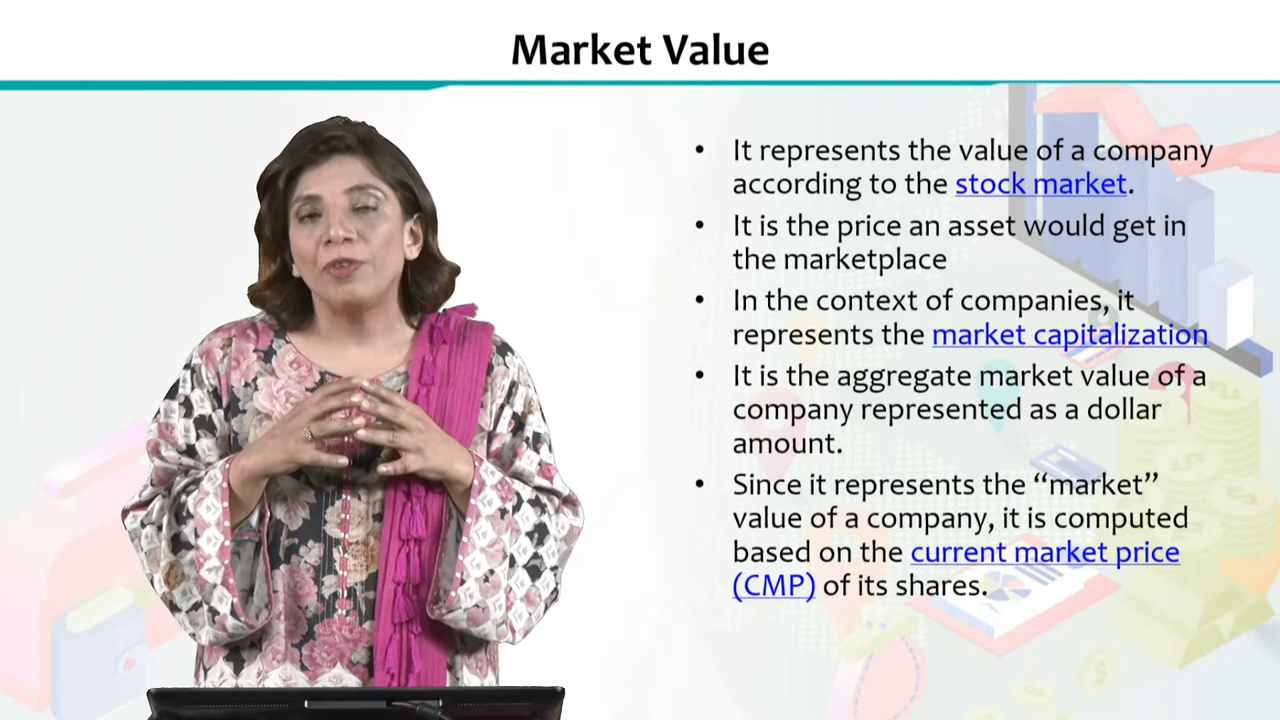 Market Value
• It represents the value of a company
according to the stock market.
• It is the price an asset would get in
the marketplace
• In the context of companies, it
represents the market capitalization
• It is the aggregate market value of a
company represented as a dollar
amount.
• Since it represents the “market”
value of a company, it is computed
based on the current market price
(CMP) of its shares.